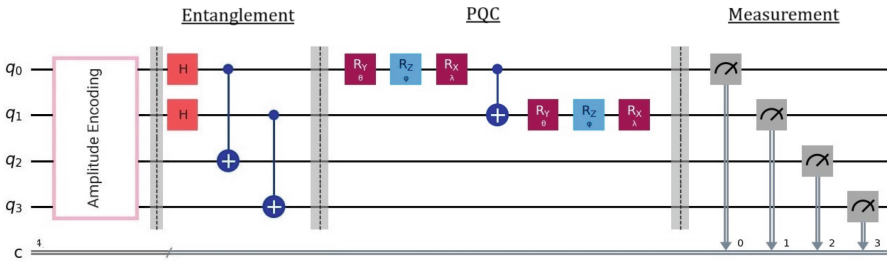 Entanglement PQC Measurement
q0 H RY θ RZ φ RX λ
q1 H RY θ RZ φ RX λ
Amplitude Encoding
q2
q3
c 4 / 0 1 2 3